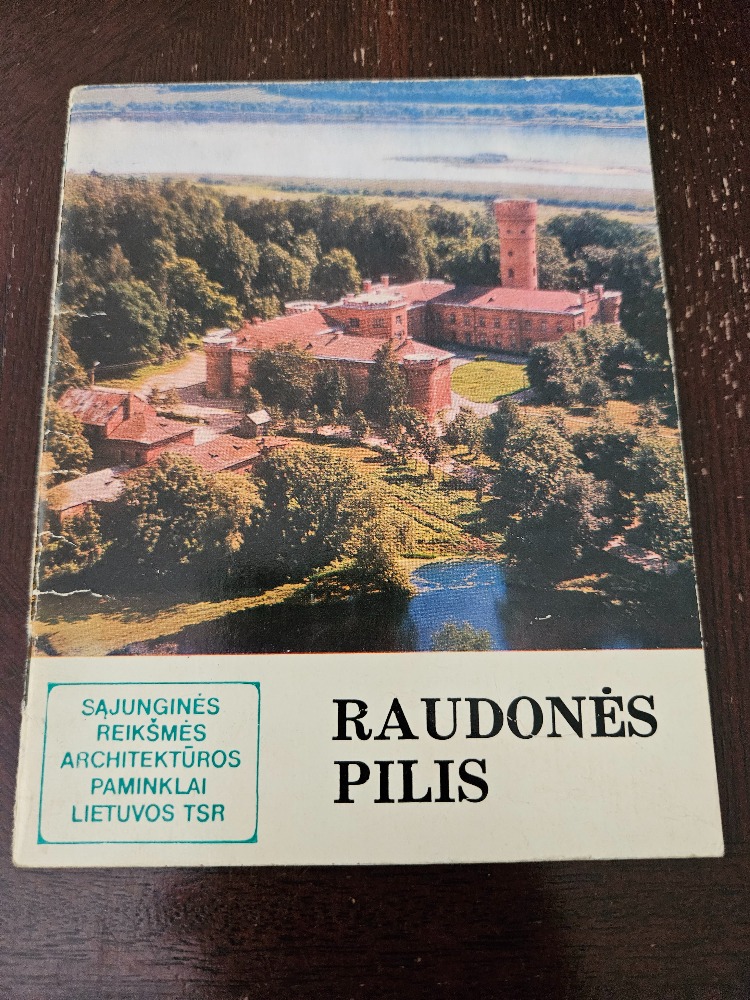 SĄJUNGINĖS
REIKŠMĖS
ARCHITEKTŪROS
PAMINKLAI
LIETUVOS TSR
RAUDONĖS
PILIS